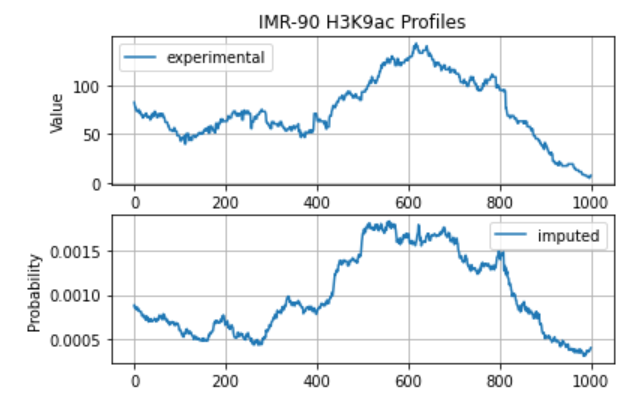 IMR-90 H3K9ac Profiles
experimental
Value
100
50
0
0 200 400 600 800 1000
imputed
Probability
0.0015
0.0010
0.0005
0 200 400 600 800 1000